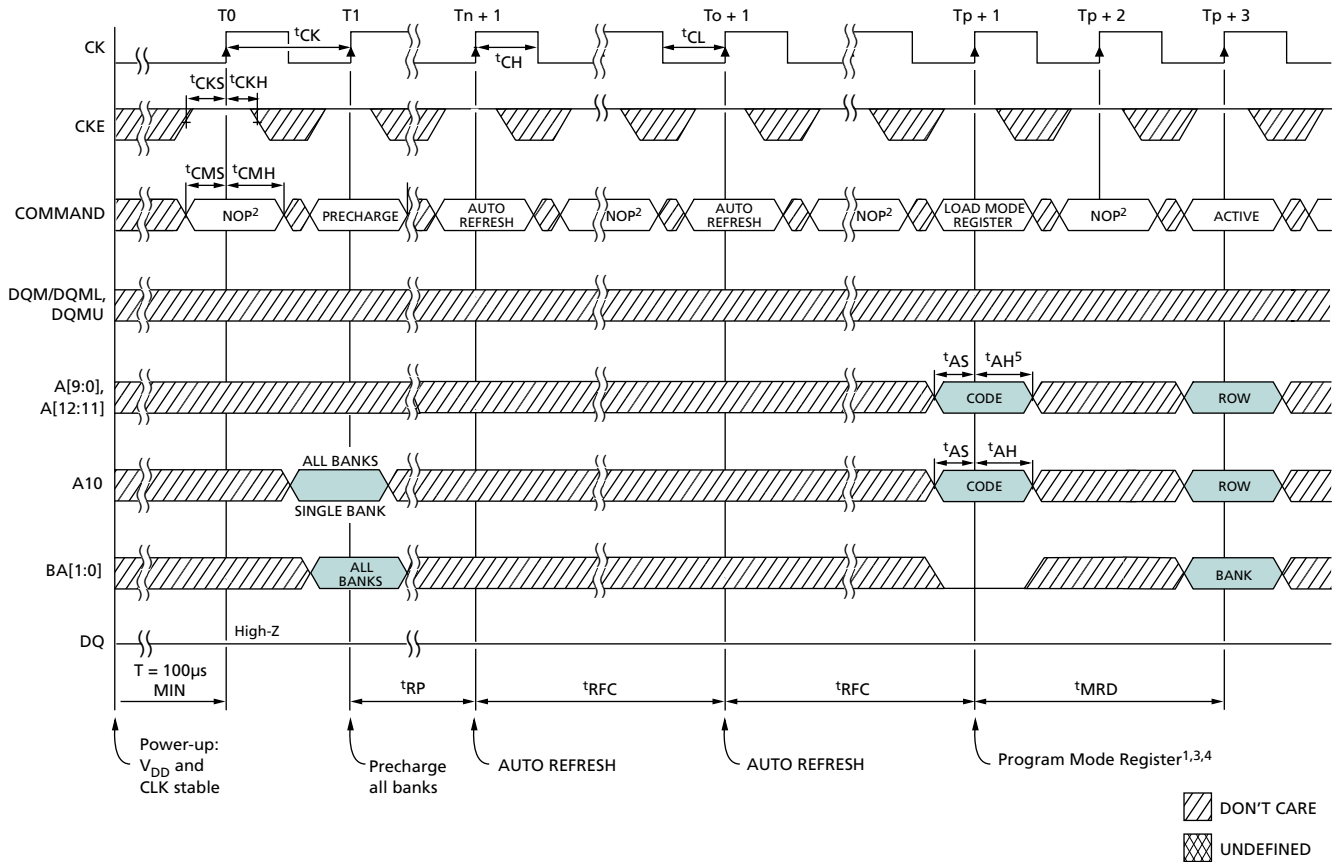 T0 T1 Tn + 1 To + 1 Tp + 1 Tp + 2 Tp + 3
CK
tCK
tCH
tCL
tCKS tCKH
CKE
tCMS tCMH
COMMAND
NOP² PRECHARGE AUTO REFRESH NOP² AUTO REFRESH NOP² LOAD MODE REGISTER NOP² ACTIVE
DQM/DQML,
DQMU
tAS tAH⁵
A[9:0],
A[12:11]
CODE ROW
ALL BANKS
tAS tAH
A10
CODE ROW
SINGLE BANK
BA[1:0]
ALL BANKS
BANK
High-Z
DQ
T = 100µs
MIN
tRP tRFC tRFC tMRD
Power-up:
VDD and
CLK stable
Precharge
all banks
AUTO REFRESH
AUTO REFRESH
Program Mode Register1,3,4
DON'T CARE
UNDEFINED